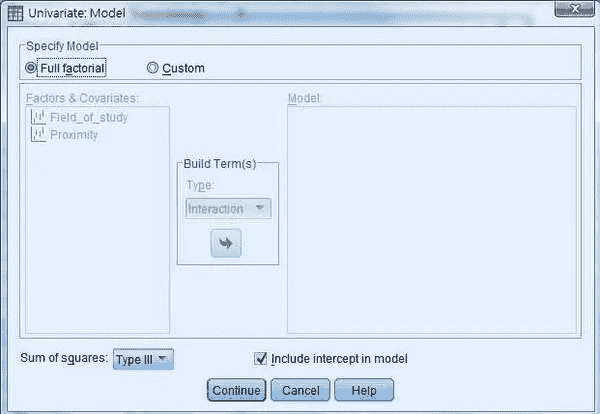 Univariate: Model
Specify Model
Full factorial
Custom
Factors & Covariates:
Model:
Field_of_study
Proximity
Build Term(s)
Type:
Interaction
Sum of squares: Type III
Include intercept in model
Continue Cancel Help